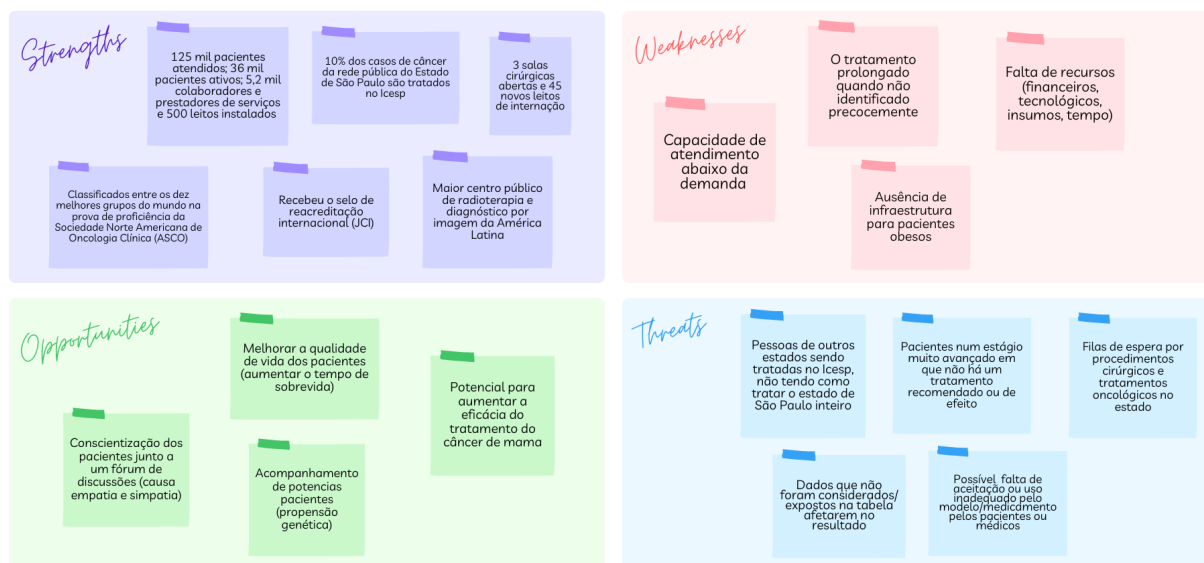 Strengths
125 mil pacientes
atendidos; 36 mil
pacientes ativos; 5,2 mil
colaboradores e
prestadores de serviços
e 500 leitos instalados
10% dos casos de câncer
da rede pública do Estado
de São Paulo são tratados
no Icesp
3 salas
cirúrgicas
abertas e 45
novos leitos
de internação
Classificados entre os dez
melhores grupos do mundo na
prova de proficiência da
Sociedade Norte Americana de
Oncologia Clínica (ASCO)
Recebeu o selo de
reacreditação
internacional (JCI)
Maior centro público
de radioterapia e
diagnóstico por
imagem da América
Latina
Weaknesses
Capacidade de
atendimento
abaixo da
demanda
O tratamento
prolongado
quando não
identificado
precocemente
Falta de recursos
(financeiros,
tecnológicos,
insumos, tempo)
Ausência de
infraestrutura
para pacientes
obesos
Opportunities
Melhorar a qualidade
de vida dos pacientes
(aumentar o tempo de
sobrevida)
Potencial para
aumentar a
eficácia do
tratamento do
câncer de mama
Conscientização dos
pacientes junto a
um fórum de
discussões (causa
empatia e simpatia)
Acompanhamento
de potencias
pacientes
(propensão
genética)
Threats
Pessoas de outros
estados sendo
tratadas no Icesp,
não tendo como
tratar o estado de
São Paulo inteiro
Pacientes num estágio
muito avançado em
que não há um
tratamento
recomendado ou de
efeito
Filas de espera por
procedimentos
cirúrgicos e
tratamentos
oncológicos no
estado
Dados que não
foram considerados/
expostos na tabela
afetarem no
resultado
Possível falta de
aceitação ou uso
inadequado pelo
modelo/medicamento
pelos pacientes ou
médicos